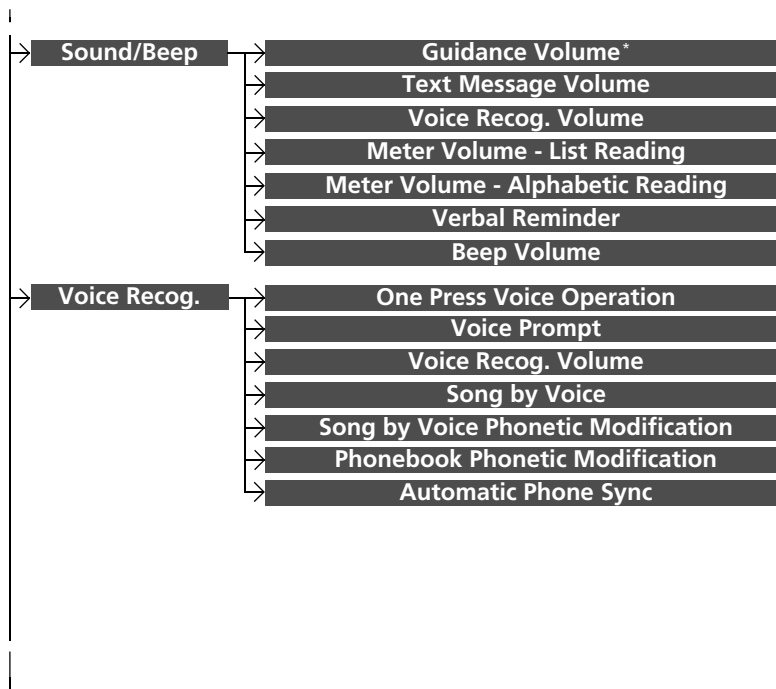 Sound/Beep
Guidance Volume*
Text Message Volume
Voice Recog. Volume
Meter Volume - List Reading
Meter Volume - Alphabetic Reading
Verbal Reminder
Beep Volume
Voice Recog.
One Press Voice Operation
Voice Prompt
Voice Recog. Volume
Song by Voice
Song by Voice Phonetic Modification
Phonebook Phonetic Modification
Automatic Phone Sync